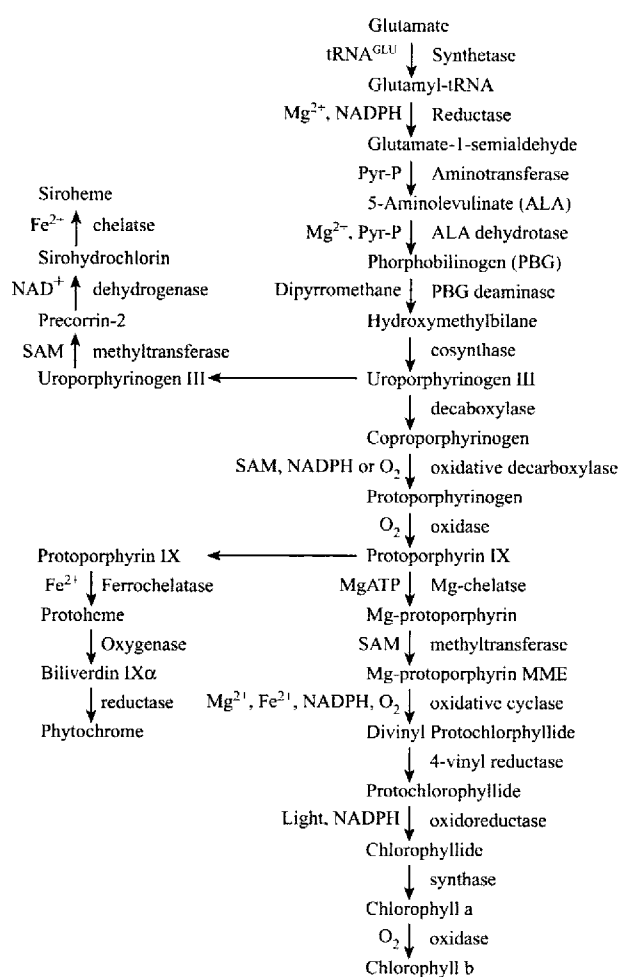 Glutamate
tRNA^GLU Synthetase
Glutamyl-tRNA
Mg²⁺, NADPH Reductase
Glutamate-1-semialdehyde
Pyr-P Aminotransferase
5-Aminolevulinate (ALA)
Mg²⁺, Pyr-P ALA dehydrotase
Phorphobilinogen (PBG)
Dipyrromethane PBG deaminase
Hydroxymethylbilane
cosynthase
Uroporphyrinogen III
Siroheme
Fe²⁺ chelatse
Sirohydrochlorin
NAD⁺ dehydrogenase
Precorrin-2
SAM methyltransferase
Uroporphyrinogen III
decaboxylase
Coproporphyrinogen
SAM, NADPH or O₂ oxidative decarboxylase
Protoporphyrinogen
O₂ oxidase
Protoporphyrin IX
Protoporphyrin IX
Fe²⁺ Ferrochelatase
Protoheme
Oxygenase
Biliverdin IXα
reductase
Phytochrome
MgATP Mg-chelatse
Mg-protoporphyrin
SAM methyltransferase
Mg-protoporphyrin MME
Mg²⁺, Fe²⁺, NADPH, O₂ oxidative cyclase
Divinyl Protochlorphyllide
4-vinyl reductase
Protochlorophyllide
Light, NADPH oxidoreductase
Chlorophyllide
synthase
Chlorophyll a
O₂ oxidase
Chlorophyll b